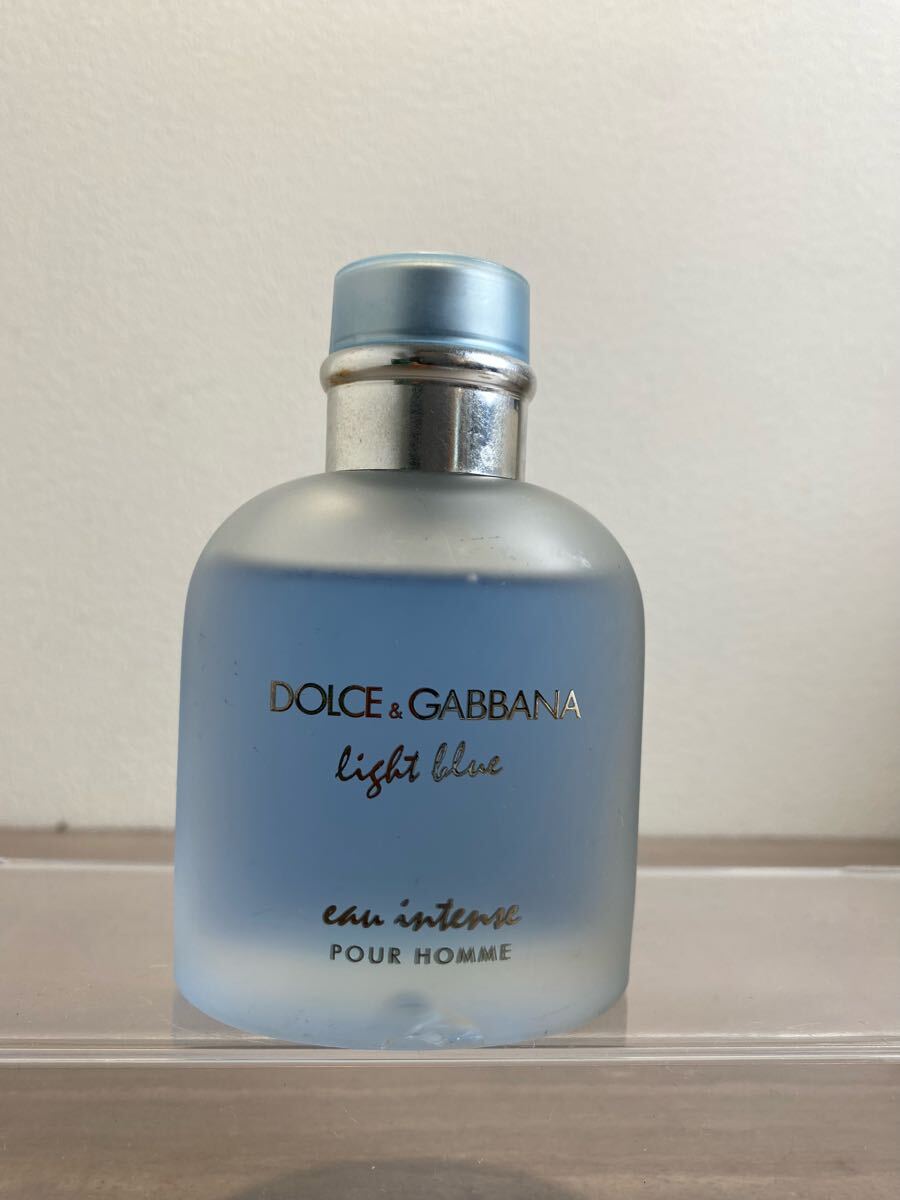 DOLCE & GABBANA
light blue
eau intense
POUR HOMME